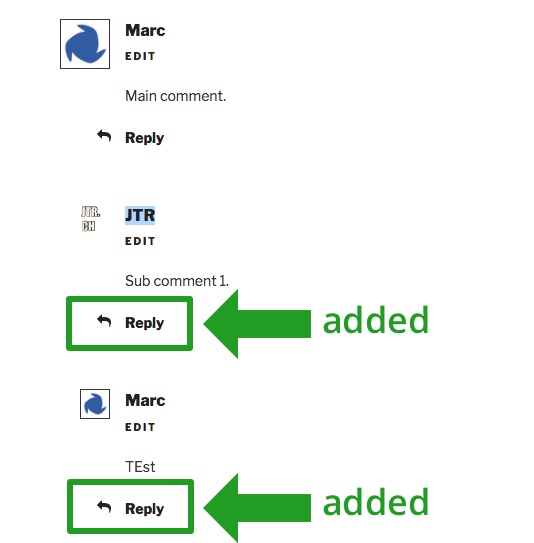 Marc
EDIT
Main comment.
Reply
JTR.
CH
JTR
EDIT
Sub comment 1.
Reply
added
Marc
EDIT
TEst
Reply
added